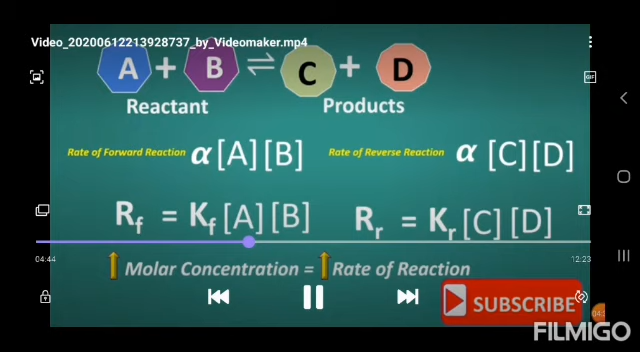 Video_20200612213928737_by_Videomaker.mp4
A + B ⇌ C + D
Reactant Products
Rate of Forward Reaction α [A][B] Rate of Reverse Reaction α [C][D]
Rf = Kf [A][B] Rr = Kr [C][D]
04:44 12:23
Molar Concentration = Rate of Reaction
SUBSCRIBE
FILMIGO
GIF